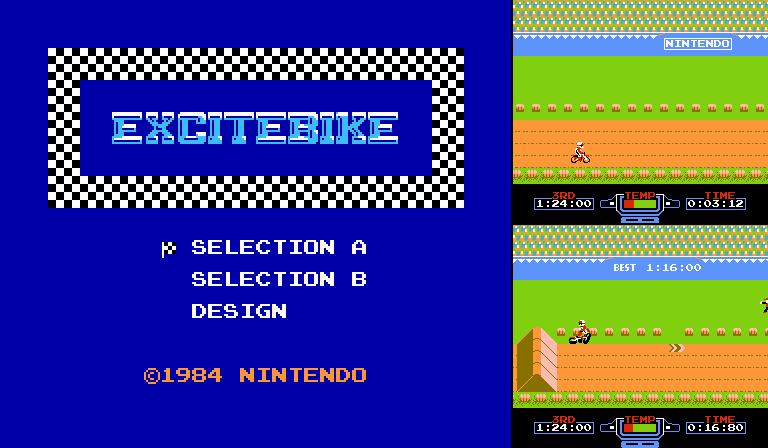 EXCITEBIKE
SELECTION A
SELECTION B
DESIGN
©1984 NINTENDO
NINTENDO
3RD TEMP TIME
1:24:00 0:03:12
BEST 1:16:00
3RD TEMP TIME
1:24:00 0:16:80